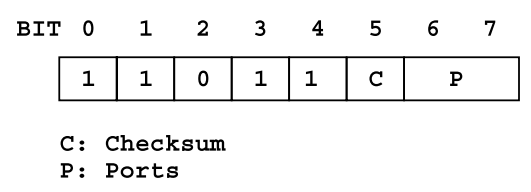 BIT 0 1 2 3 4 5 6 7
1 1 0 1 1 C P
C: Checksum
P: Ports